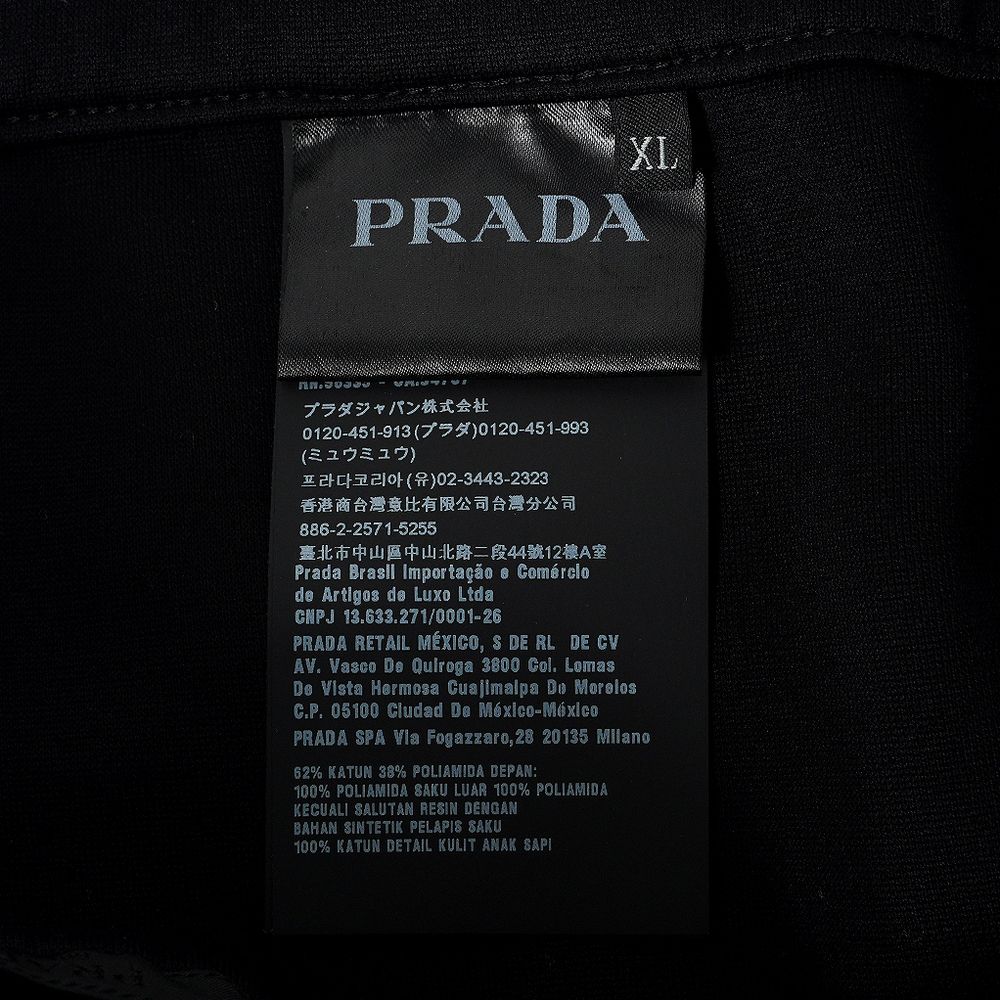 XL
PRADA
プラダジャパン株式会社
0120-451-913 (プラダ)0120-451-993
(ミュウミュウ)
프라다코리아 (유)02-3443-2323
香港商台灣意比有限公司台灣分公司
886-2-2571-5255
臺北市中山區中山北路二段44號12樓A室
Prada Brasil Importação e Comércio
de Artigos de Luxo Ltda
CNPJ 13.633.271/0001-26
PRADA RETAIL MÉXICO, S DE RL DE CV
AV. Vasco De Quiroga 3800 Col. Lomas
De Vista Hermosa Cuajimalpa De Morelos
C.P. 05100 Ciudad De México-México
PRADA SPA Via Fogazzaro,28 20135 Milano
62% KATUN 38% POLIAMIDA DEPAN:
100% POLIAMIDA SAKU LUAR 100% POLIAMIDA
KECUALI SALUTAN RESIN DENGAN
BAHAN SINTETIK PELAPIS SAKU
100% KATUN DETAIL KULIT ANAK SAPI